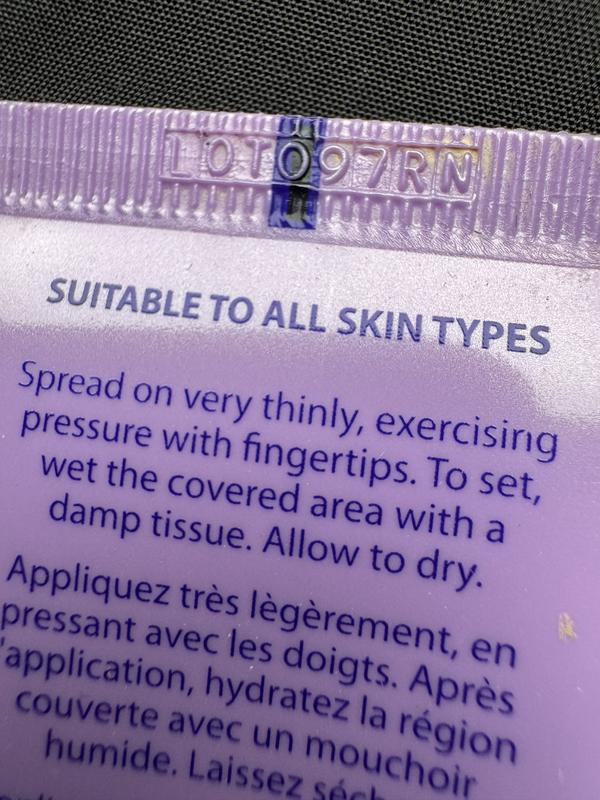 LOT097RN
SUITABLE TO ALL SKIN TYPES
Spread on very thinly, exercising
pressure with fingertips. To set,
wet the covered area with a
damp tissue. Allow to dry.
Appliquez très lègèrement, en
pressant avec les doigts. Après
l'application, hydratez la région
couverte avec un mouchoir
humide. Laissez